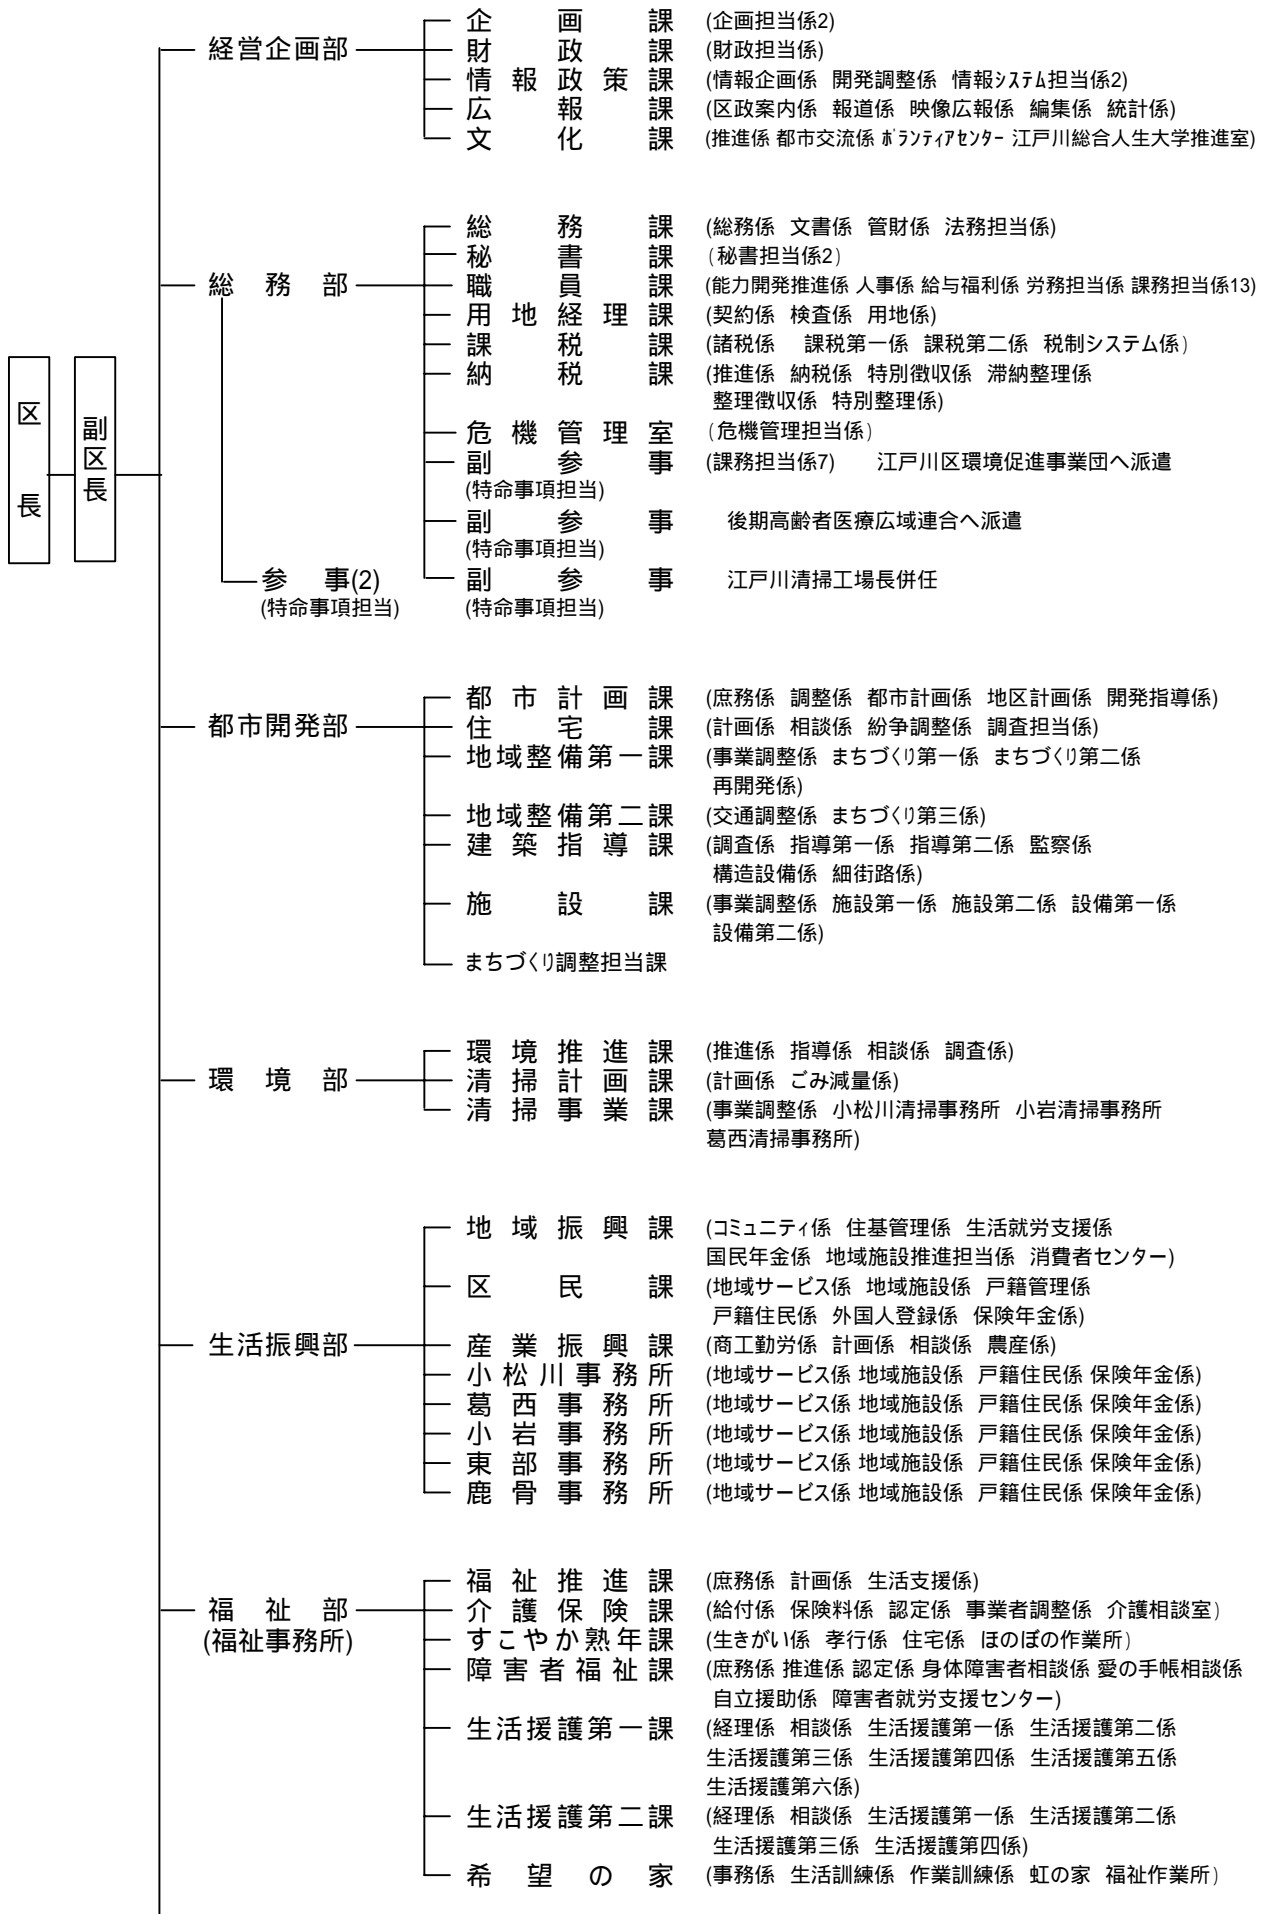 区長
副区長
経営企画部
企画課 (企画担当係2)
財政課 (財政担当係)
情報政策課 (情報企画係 開発調整係 情報システム担当係2)
広報課 (区政案内係 報道係 映像広報係 編集係 統計係)
文化課 (推進係 都市交流係 ボランティアセンター 江戸川総合人生大学推進室)
総務部
総務課 (総務係 文書係 管財係 法務担当係)
秘書課 (秘書担当係2)
職員課 (能力開発推進係 人事係 給与福利係 労務担当係 課務担当係13)
用地経理課 (契約係 検査係 用地係)
課税課 (諸税係 課税第一係 課税第二係 税制システム係)
納税課 (推進係 納税係 特別徴収係 滞納整理係
整理徴収係 特別整理係)
危機管理室 (危機管理担当係)
副参事 (課務担当係7) 江戸川区環境促進事業団へ派遣
(特命事項担当)
副参事 後期高齢者医療広域連合へ派遣
(特命事項担当)
参事(2)
(特命事項担当)
副参事 江戸川清掃工場長併任
(特命事項担当)
都市開発部
都市計画課 (庶務係 調整係 都市計画係 地区計画係 開発指導係)
住宅課 (計画係 相談係 紛争調整係 調査担当係)
地域整備第一課 (事業調整係 まちづくり第一係 まちづくり第二係
再開発係)
地域整備第二課 (交通調整係 まちづくり第三係)
建築指導課 (調査係 指導第一係 指導第二係 監察係
構造設備係 細街路係)
施設課 (事業調整係 施設第一係 施設第二係 設備第一係
設備第二係)
まちづくり調整担当課
環境部
環境推進課 (推進係 指導係 相談係 調査係)
清掃計画課 (計画係 ごみ減量係)
清掃事業課 (事業調整係 小松川清掃事務所 小岩清掃事務所
葛西清掃事務所)
生活振興部
地域振興課 (コミュニティ係 住基管理係 生活就労支援係
国民年金係 地域施設推進担当係 消費者センター)
区民課 (地域サービス係 地域施設係 戸籍管理係
戸籍住民係 外国人登録係 保険年金係)
産業振興課 (商工勤労係 計画係 相談係 農産係)
小松川事務所 (地域サービス係 地域施設係 戸籍住民係 保険年金係)
葛西事務所 (地域サービス係 地域施設係 戸籍住民係 保険年金係)
小岩事務所 (地域サービス係 地域施設係 戸籍住民係 保険年金係)
東部事務所 (地域サービス係 地域施設係 戸籍住民係 保険年金係)
鹿骨事務所 (地域サービス係 地域施設係 戸籍住民係 保険年金係)
福祉部
(福祉事務所)
福祉推進課 (庶務係 計画係 生活支援係)
介護保険課 (給付係 保険料係 認定係 事業者調整係 介護相談室)
すこやか熟年課 (生きがい係 孝行係 住宅係 ほのぼの作業所)
障害者福祉課 (庶務係 推進係 認定係 身体障害者相談係 愛の手帳相談係
自立援助係 障害者就労支援センター)
生活援護第一課 (経理係 相談係 生活援護第一係 生活援護第二係
生活援護第三係 生活援護第四係 生活援護第五係
生活援護第六係)
生活援護第二課 (経理係 相談係 生活援護第一係 生活援護第二係
生活援護第三係 生活援護第四係)
希望の家 (事務係 生活訓練係 作業訓練係 虹の家 福祉作業所)